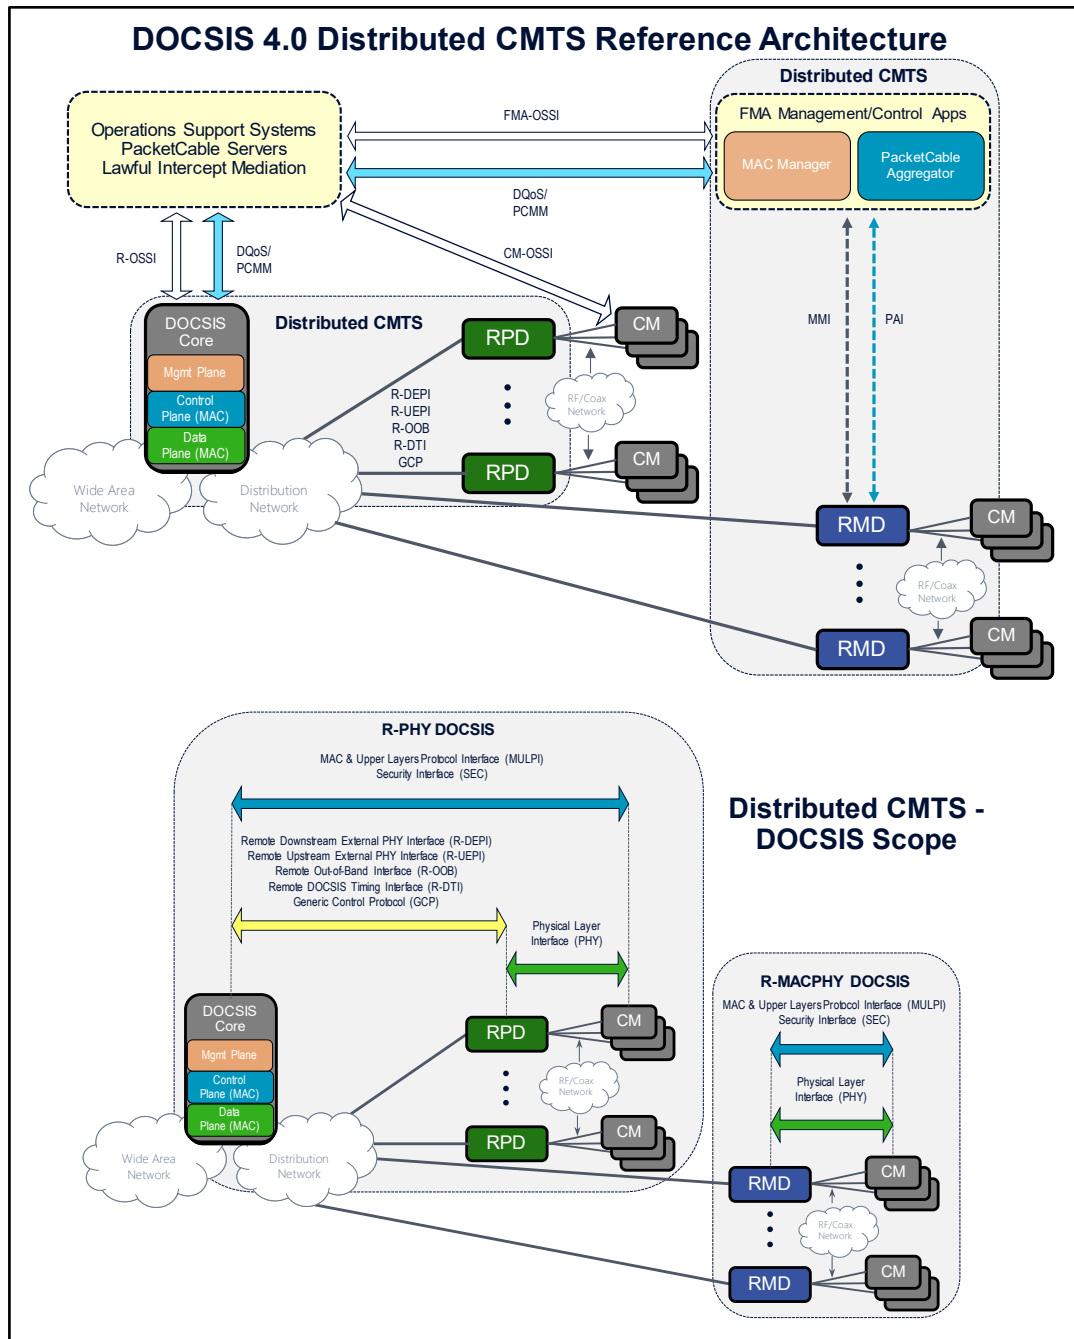 DOCSIS 4.0 Distributed CMTS Reference Architecture
Distributed CMTS
Operations Support Systems
PacketCable Servers
Lawful Intercept Mediation
FMA-OSSI
FMA Management/Control Apps
MAC Manager
PacketCable
Aggregator
DQoS/
PCMM
R-OSSI
DQoS/
PCMM
CM-OSSI
MMI
PAI
DOCSIS
Core
Mgmt Plane
Control
Plane (MAC)
Data
Plane (MAC)
Distributed CMTS
RPD
CM
R-DEPI
R-UEPI
R-OOB
R-DTI
GCP
RF/Coax
Network
RPD
CM
Wide Area
Network
Distribution
Network
RMD
CM
RF/Coax
Network
RMD
CM
R-PHY DOCSIS
MAC & Upper Layers Protocol Interface (MULPI)
Security Interface (SEC)
Distributed CMTS -
DOCSIS Scope
Remote Downstream External PHY Interface (R-DEPI)
Remote Upstream External PHY Interface (R-UEPI)
Remote Out-of-Band Interface (R-OOB)
Remote DOCSIS Timing Interface (R-DTI)
Generic Control Protocol (GCP)
Physical Layer
Interface (PHY)
DOCSIS
Core
Mgmt Plane
Control
Plane (MAC)
Data
Plane (MAC)
RPD
CM
RF/Coax
Network
RPD
CM
Wide Area
Network
Distribution
Network
R-MACPHY DOCSIS
MAC & Upper Layers Protocol Interface (MULPI)
Security Interface (SEC)
Physical Layer
Interface (PHY)
RMD
CM
RF/Coax
Network
RMD
CM